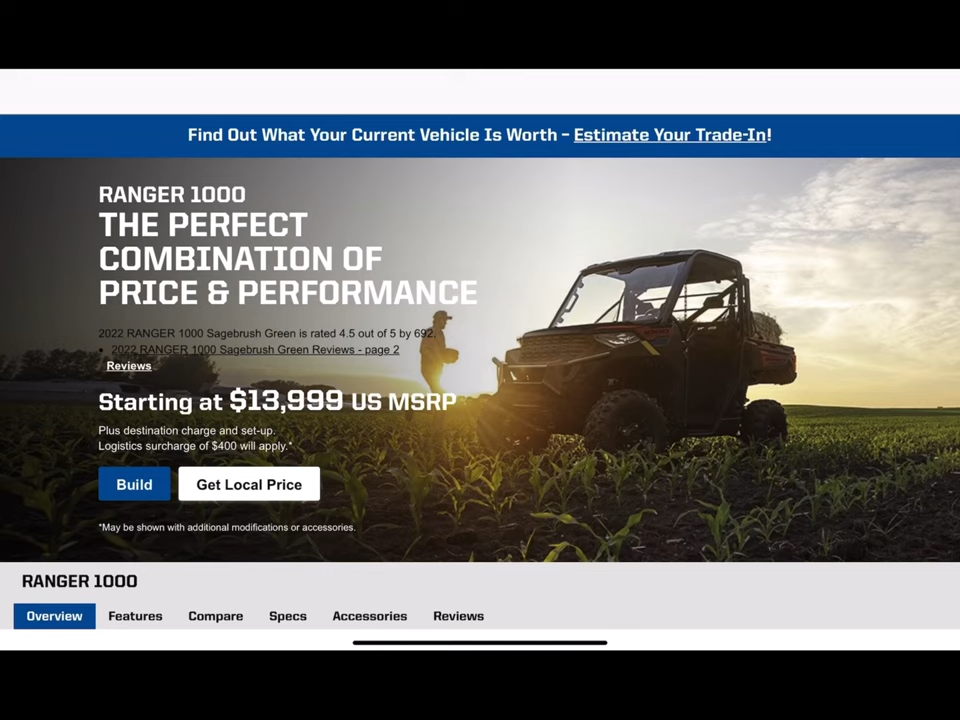 Find Out What Your Current Vehicle Is Worth – Estimate Your Trade-In!
RANGER 1000
THE PERFECT
COMBINATION OF
PRICE & PERFORMANCE
2022 RANGER 1000 Sagebrush Green is rated 4.5 out of 5 by 692.
• 2022 RANGER 1000 Sagebrush Green Reviews - page 2
Reviews
Starting at $13,999 US MSRP
Plus destination charge and set-up.
Logistics surcharge of $400 will apply.*
Build Get Local Price
*May be shown with additional modifications or accessories.
RANGER 1000
Overview Features Compare Specs Accessories Reviews